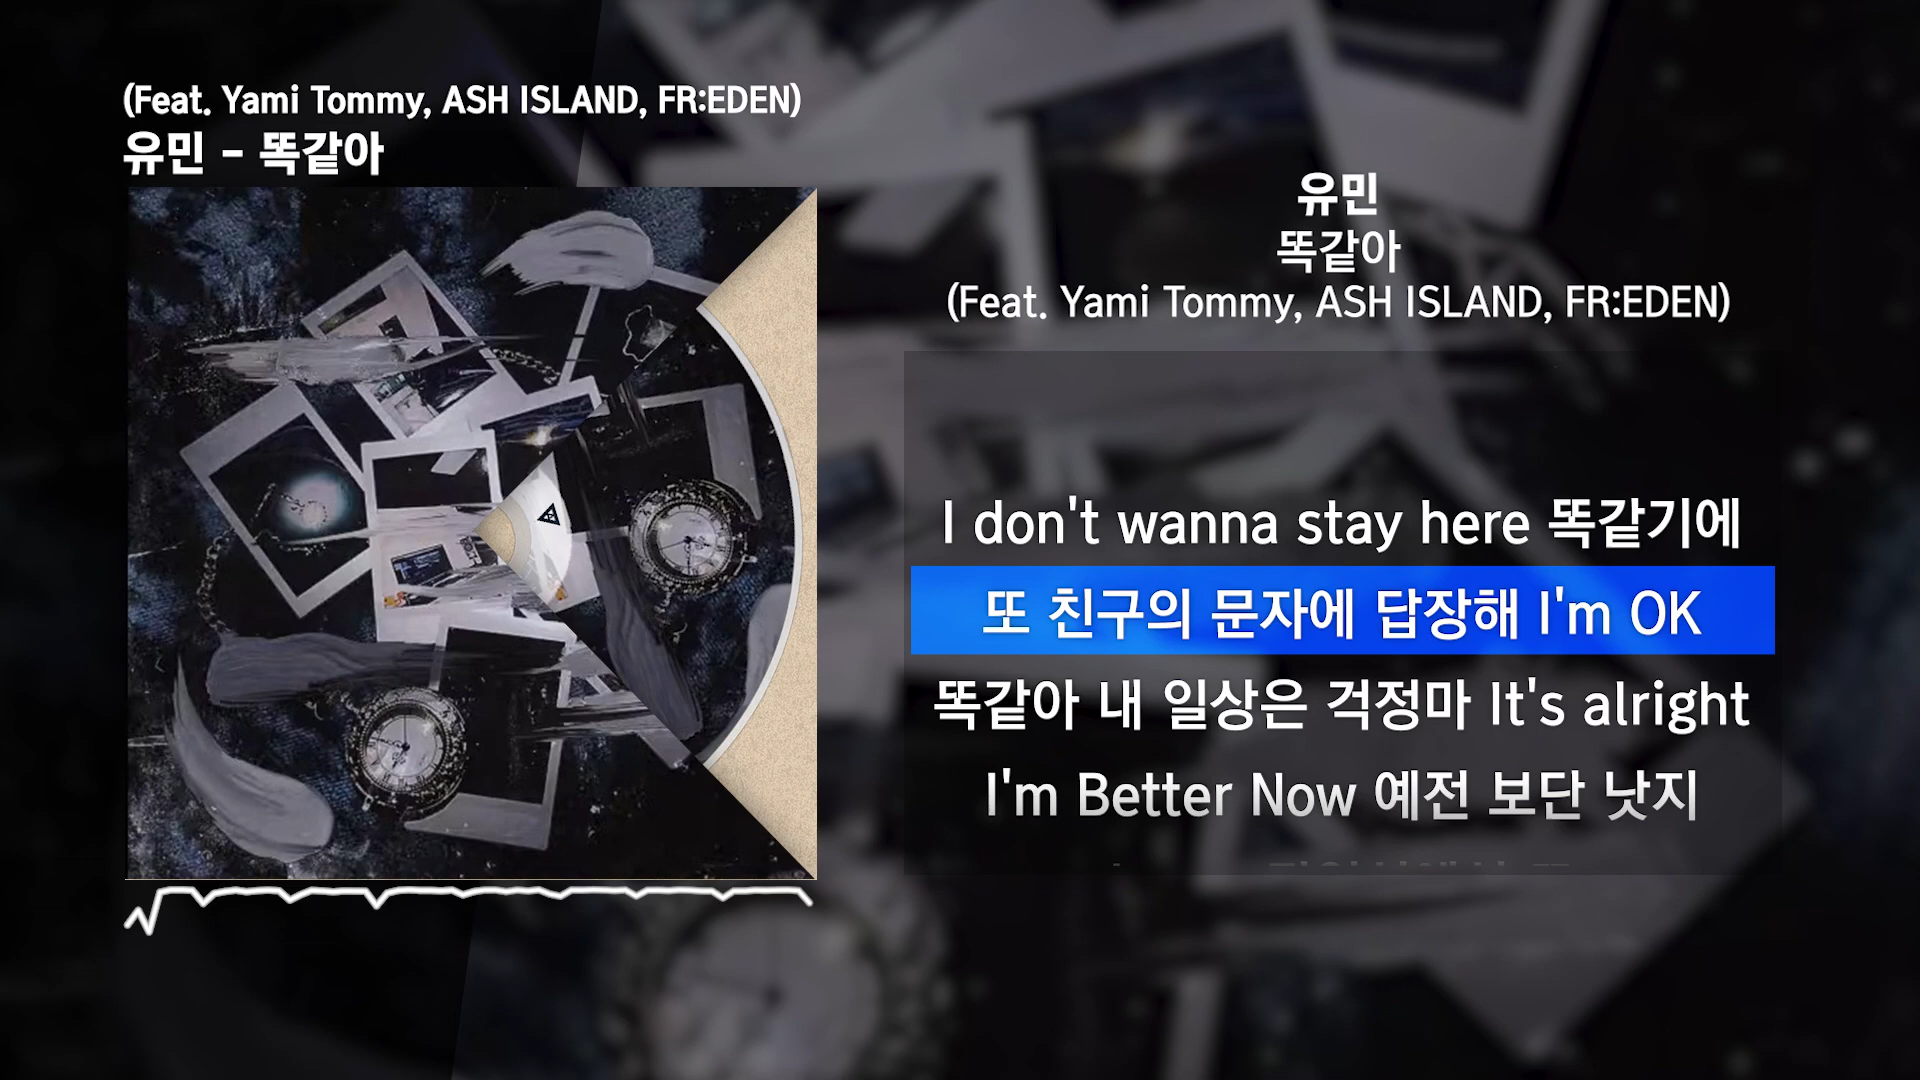 (Feat. Yami Tommy, ASH ISLAND, FR:EDEN)
유민 - 똑같아
유민
똑같아
(Feat. Yami Tommy, ASH ISLAND, FR:EDEN)
I don't wanna stay here 똑같기에
또 친구의 문자에 답장해 I'm OK
똑같아 내 일상은 걱정마 It's alright
I'm Better Now 예전 보단 낫지